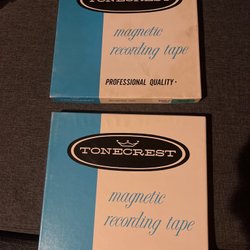 TONECREST
magnetic
recording tape
PROFESSIONAL QUALITY •
TONECREST
magnetic
recording tape